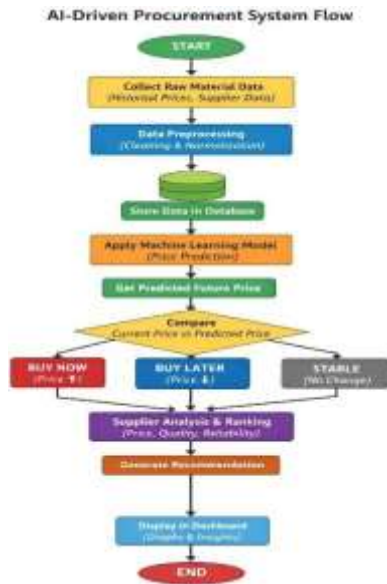 AI-Driven Procurement System Flow
START
Collect Raw Material Data
(Historical Prices, Supplier Data)
Data Preprocessing
(Cleaning & Normalization)
Store Data in Database
Apply Machine Learning Model
(Price Prediction)
Get Predicted Future Price
Compare
Current Price vs Predicted Price
BUY NOW
(Price ⬆)
BUY LATER
(Price ⬇)
STABLE
(No Change)
Supplier Analysis & Ranking
(Price, Quality, Reliability)
Generate Recommendation
Display in Dashboard
(Graphs & Insights)
END